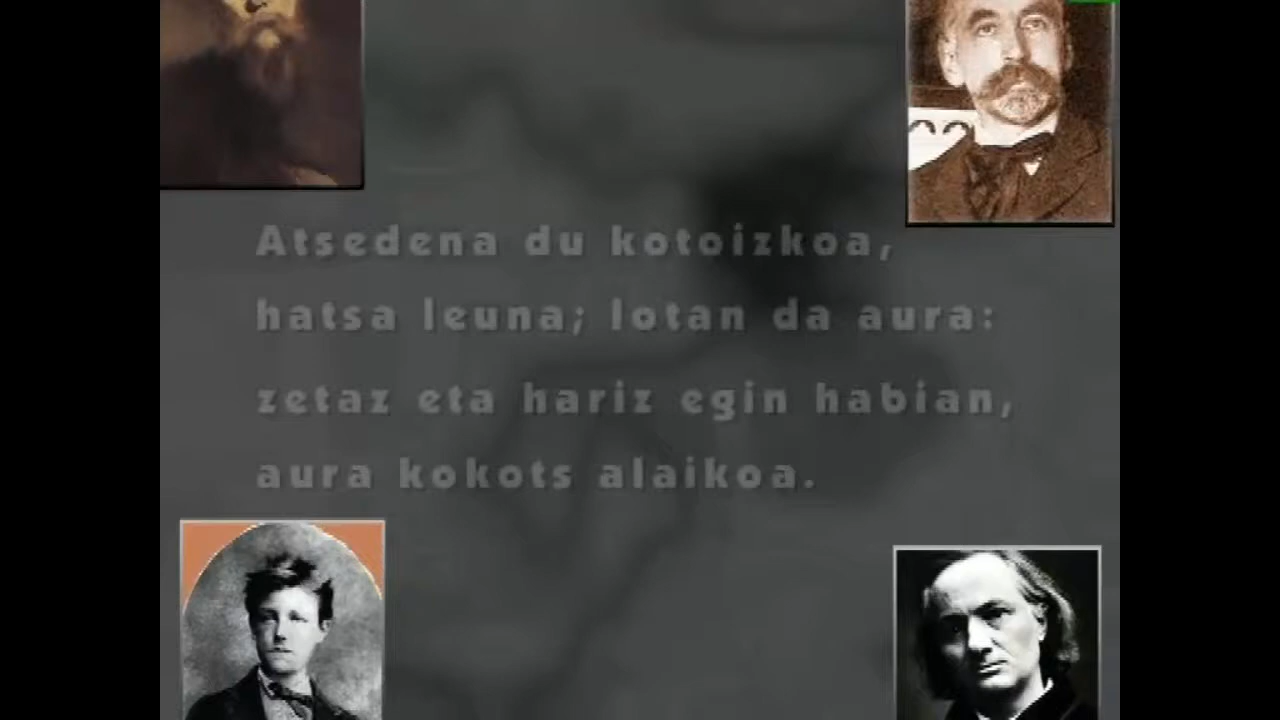 Atsedena du kotoizkoa,
hatsa leuna; lotan da aura:
zetaz eta hariz egin habian,
aura kokots alaikoa.